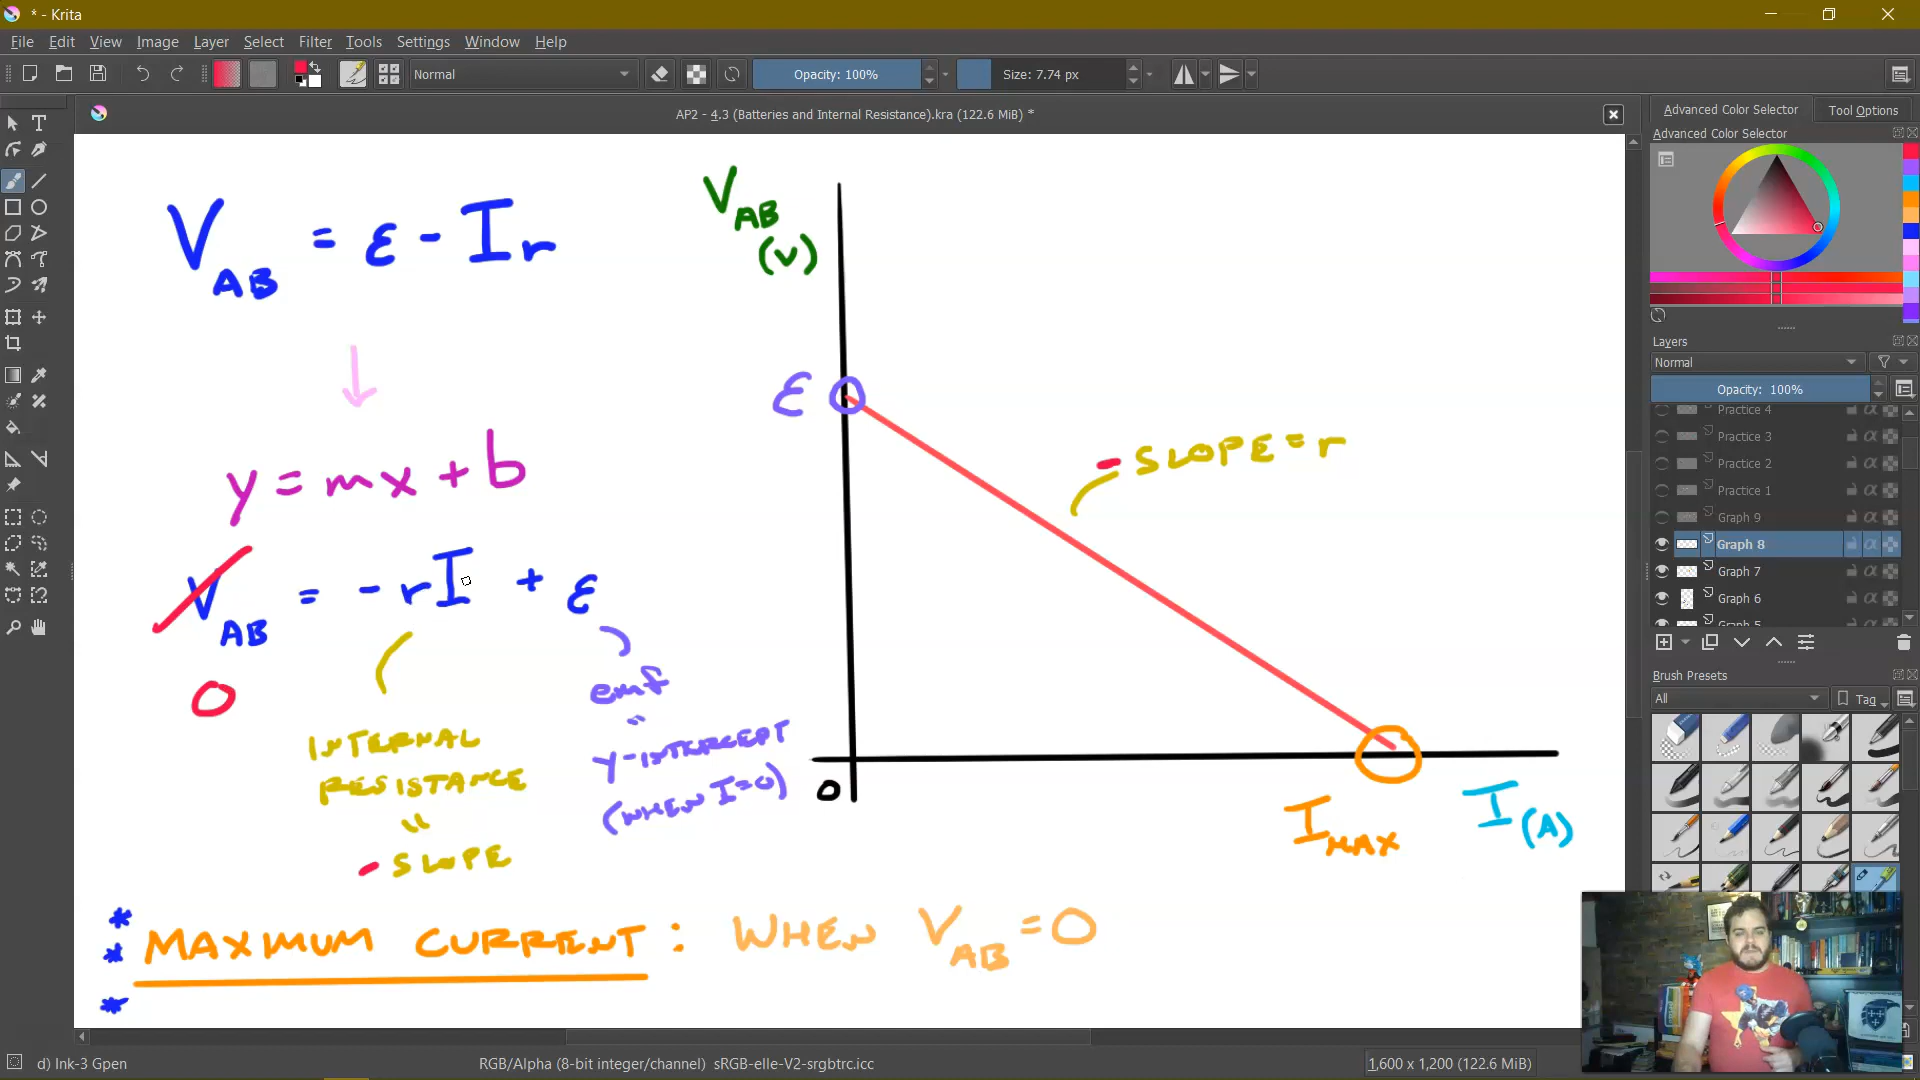 * - Krita
File Edit View Image Layer Select Filter Tools Settings Window Help
Normal Opacity: 100% Size: 7.74 px
AP2 - 4.3 (Batteries and Internal Resistance).kra (122.6 MiB) *
Advanced Color Selector Tool Options
Advanced Color Selector
V_AB = ε - Ir
y = mx + b
V_AB = - rI + ε
0
INTERNAL
RESISTANCE
=
- SLOPE
emf
=
Y-INTERCEPT
(WHEN I=0)
V_AB
(V)
ε
- SLOPE = r
0
I_MAX
I (A)
* MAXIMUM CURRENT: WHEN V_AB = 0
*
*
Layers
Normal
Opacity: 100%
Practice 4
Practice 3
Practice 2
Practice 1
Graph 9
Graph 8
Graph 7
Graph 6
Graph 5
Brush Presets
All Tag
d) Ink-3 Gpen
RGB/Alpha (8-bit integer/channel) sRGB-elle-V2-srgbtrc.icc
1,600 x 1,200 (122.6 MiB)